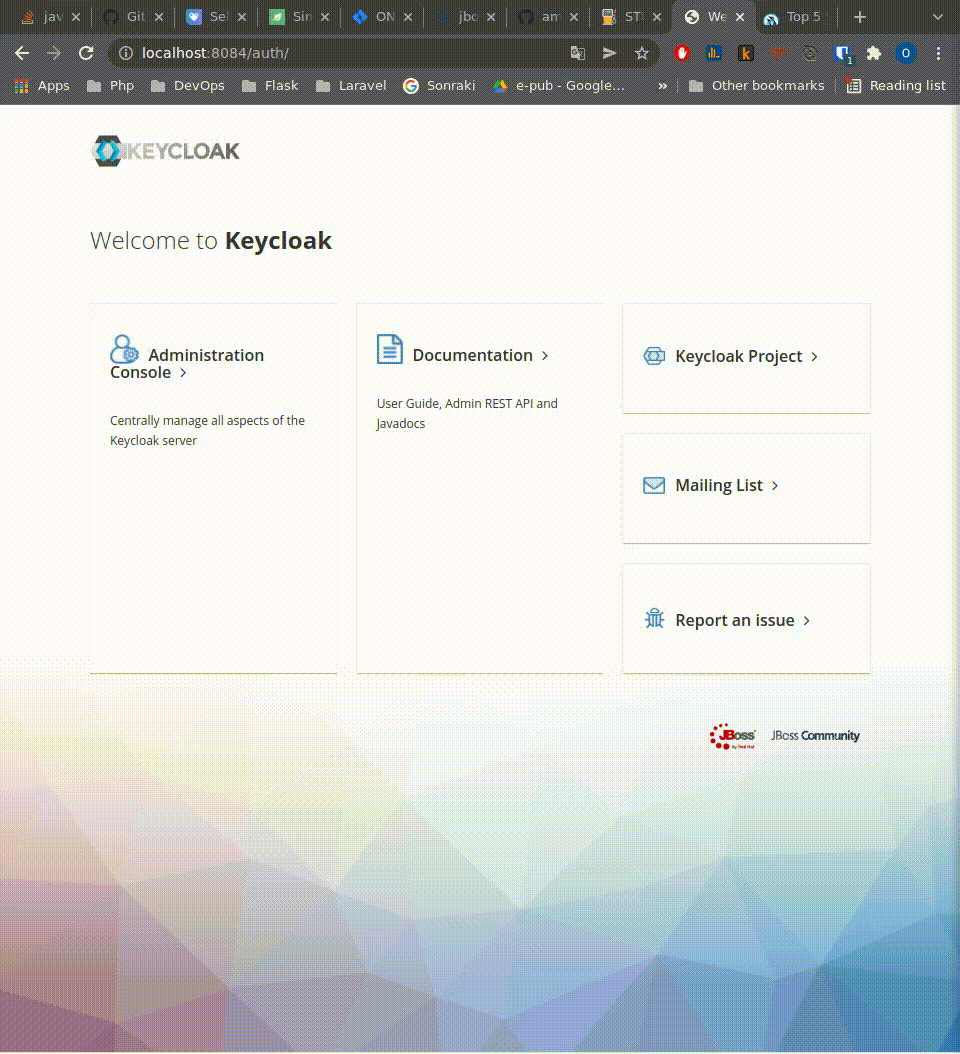 jav Git Sel Sin ON jbo am ST We Top 5
localhost:8084/auth/
O
1
Apps Php DevOps Flask Laravel Sonraki e-pub - Google… » Other bookmarks Reading list
KEYCLOAK
Welcome to Keycloak
Administration
Console
Centrally manage all aspects of the
Keycloak server
Documentation
User Guide, Admin REST API and
Javadocs
Keycloak Project
Mailing List
Report an issue
JBoss by Red Hat
JBoss Community